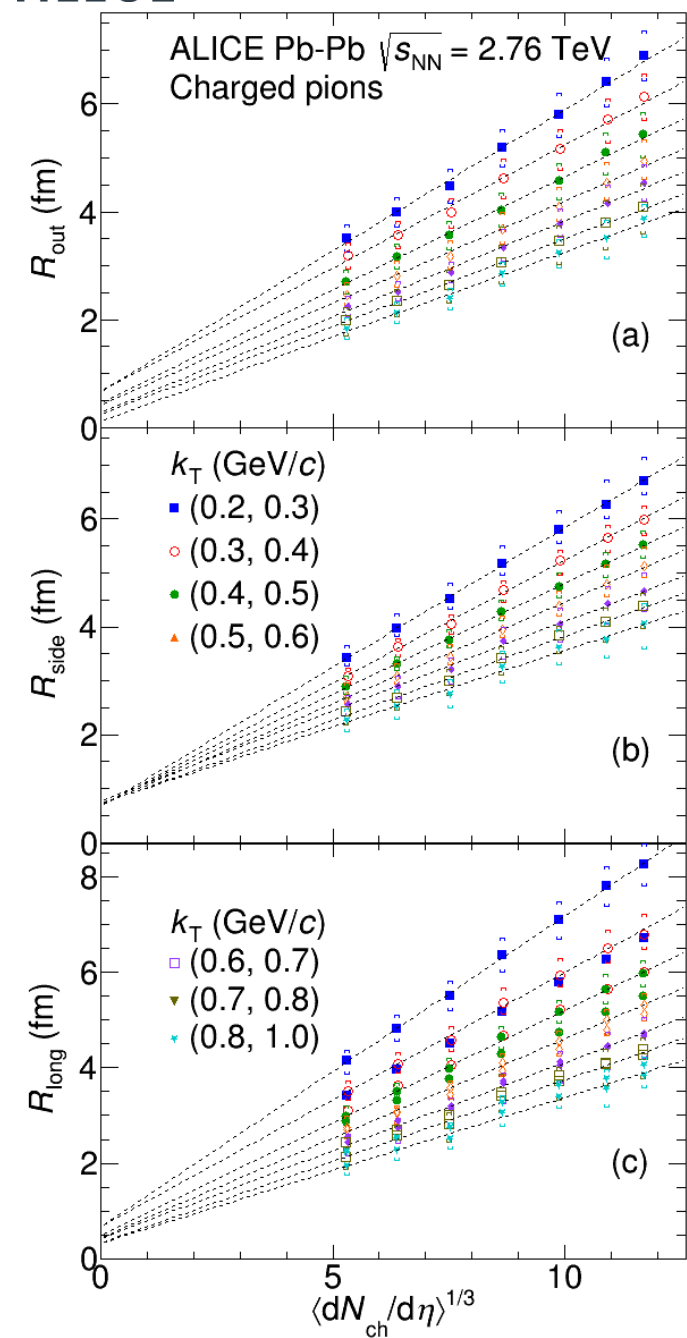 ALICE Pb-Pb √sNN = 2.76 TeV
Charged pions
Rout (fm)
6
4
2
0
(a)
kT (GeV/c)
(0.2, 0.3)
(0.3, 0.4)
(0.4, 0.5)
(0.5, 0.6)
Rside (fm)
6
4
2
0
(b)
kT (GeV/c)
(0.6, 0.7)
(0.7, 0.8)
(0.8, 1.0)
Rlong (fm)
8
6
4
2
0
(c)
0 5 10
⟨dNch/dη⟩1/3